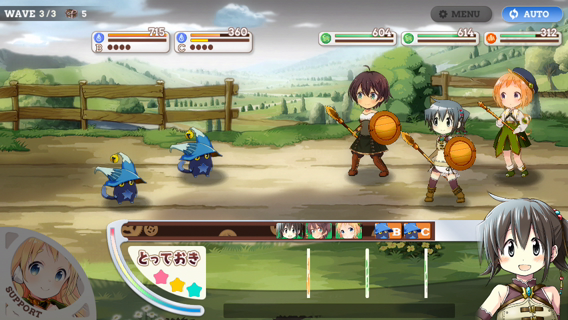 WAVE 3/3 5
MENU
AUTO
715
B
360
C
604
614
312
B C
とっておき
SUPPORT